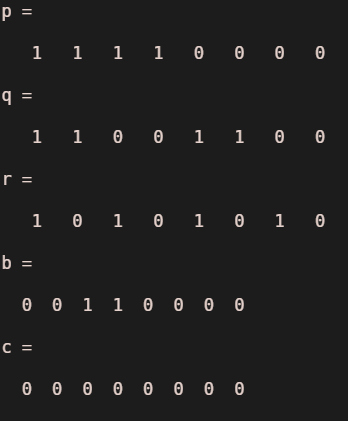 p =
1 1 1 1 0 0 0 0
q =
1 1 0 0 1 1 0 0
r =
1 0 1 0 1 0 1 0
b =
0 0 1 1 0 0 0 0
c =
0 0 0 0 0 0 0 0